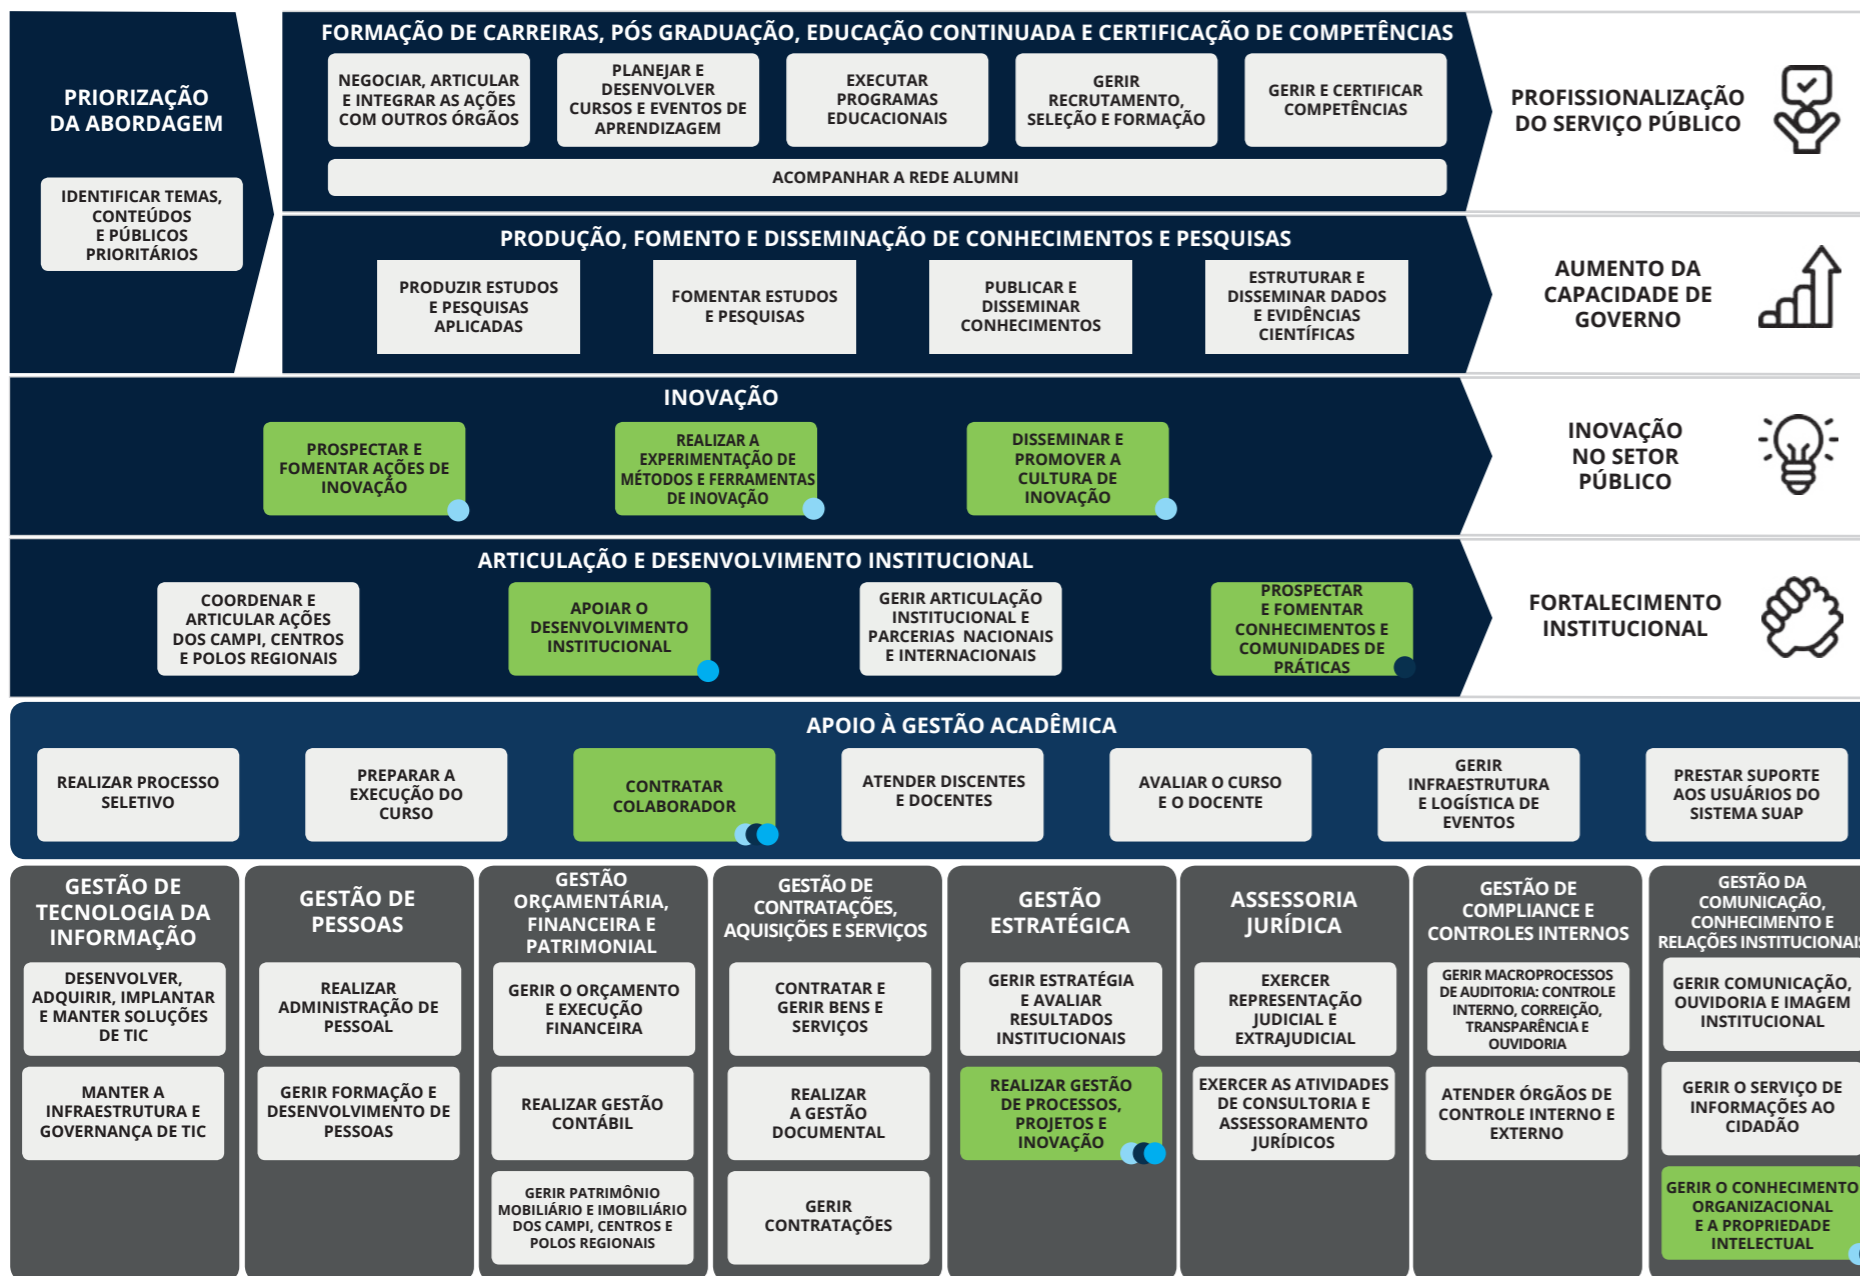 PRIORIZAÇÃO
DA ABORDAGEM
IDENTIFICAR TEMAS,
CONTEÚDOS
E PÚBLICOS
PRIORITÁRIOS
FORMAÇÃO DE CARREIRAS, PÓS GRADUAÇÃO, EDUCAÇÃO CONTINUADA E CERTIFICAÇÃO DE COMPETÊNCIAS
NEGOCIAR, ARTICULAR
E INTEGRAR AS AÇÕES
COM OUTROS ÓRGÃOS
PLANEJAR E
DESENVOLVER
CURSOS E EVENTOS DE
APRENDIZAGEM
EXECUTAR
PROGRAMAS
EDUCACIONAIS
GERIR
RECRUTAMENTO,
SELEÇÃO E FORMAÇÃO
GERIR E CERTIFICAR
COMPETÊNCIAS
ACOMPANHAR A REDE ALUMNI
PROFISSIONALIZAÇÃO
DO SERVIÇO PÚBLICO
PRODUÇÃO, FOMENTO E DISSEMINAÇÃO DE CONHECIMENTOS E PESQUISAS
PRODUZIR ESTUDOS
E PESQUISAS
APLICADAS
FOMENTAR ESTUDOS
E PESQUISAS
PUBLICAR E
DISSEMINAR
CONHECIMENTOS
ESTRUTURAR E
DISSEMINAR DADOS
E EVIDÊNCIAS
CIENTÍFICAS
AUMENTO DA
CAPACIDADE DE
GOVERNO
INOVAÇÃO
PROSPECTAR E
FOMENTAR AÇÕES DE
INOVAÇÃO
REALIZAR A
EXPERIMENTAÇÃO DE
MÉTODOS E FERRAMENTAS
DE INOVAÇÃO
DISSEMINAR E
PROMOVER A
CULTURA DE
INOVAÇÃO
INOVAÇÃO
NO SETOR
PÚBLICO
ARTICULAÇÃO E DESENVOLVIMENTO INSTITUCIONAL
COORDENAR E
ARTICULAR AÇÕES
DOS CAMPI, CENTROS
E POLOS REGIONAIS
APOIAR O
DESENVOLVIMENTO
INSTITUCIONAL
GERIR ARTICULAÇÃO
INSTITUCIONAL E
PARCERIAS NACIONAIS
E INTERNACIONAIS
PROSPECTAR
E FOMENTAR
CONHECIMENTOS E
COMUNIDADES DE
PRÁTICAS
FORTALECIMENTO
INSTITUCIONAL
APOIO À GESTÃO ACADÊMICA
REALIZAR PROCESSO
SELETIVO
PREPARAR A
EXECUÇÃO DO
CURSO
CONTRATAR
COLABORADOR
ATENDER DISCENTES
E DOCENTES
AVALIAR O CURSO
E O DOCENTE
GERIR
INFRAESTRUTURA
E LOGÍSTICA DE
EVENTOS
PRESTAR SUPORTE
AOS USUÁRIOS DO
SISTEMA SUAP
GESTÃO DE
TECNOLOGIA DA
INFORMAÇÃO
DESENVOLVER,
ADQUIRIR, IMPLANTAR
E MANTER SOLUÇÕES
DE TIC
MANTER A
INFRAESTRUTURA E
GOVERNANÇA DE TIC
GESTÃO DE
PESSOAS
REALIZAR
ADMINISTRAÇÃO DE
PESSOAL
GERIR FORMAÇÃO E
DESENVOLVIMENTO DE
PESSOAS
GESTÃO
ORÇAMENTÁRIA,
FINANCEIRA E
PATRIMONIAL
GERIR O ORÇAMENTO
E EXECUÇÃO
FINANCEIRA
REALIZAR GESTÃO
CONTÁBIL
GERIR PATRIMÔNIO
MOBILIÁRIO E IMOBILIÁRIO
DOS CAMPI, CENTROS E
POLOS REGIONAIS
GESTÃO DE
CONTRATAÇÕES,
AQUISIÇÕES E SERVIÇOS
CONTRATAR E
GERIR BENS E
SERVIÇOS
REALIZAR
A GESTÃO
DOCUMENTAL
GERIR
CONTRATAÇÕES
GESTÃO
ESTRATÉGICA
GERIR ESTRATÉGIA
E AVALIAR
RESULTADOS
INSTITUCIONAIS
REALIZAR GESTÃO
DE PROCESSOS,
PROJETOS E
INOVAÇÃO
ASSESSORIA
JURÍDICA
EXERCER
REPRESENTAÇÃO
JUDICIAL E
EXTRAJUDICIAL
EXERCER AS ATIVIDADES
DE CONSULTORIA E
ASSESSORAMENTO
JURÍDICOS
GESTÃO DE
COMPLIANCE E
CONTROLES INTERNOS
GERIR MACROPROCESSOS
DE AUDITORIA: CONTROLE
INTERNO, CORREIÇÃO,
TRANSPARÊNCIA E
OUVIDORIA
ATENDER ÓRGÃOS DE
CONTROLE INTERNO E
EXTERNO
GESTÃO DA
COMUNICAÇÃO,
CONHECIMENTO E
RELAÇÕES INSTITUCIONAIS
GERIR COMUNICAÇÃO,
OUVIDORIA E IMAGEM
INSTITUCIONAL
GERIR O SERVIÇO DE
INFORMAÇÕES AO
CIDADÃO
GERIR O CONHECIMENTO
ORGANIZACIONAL
E A PROPRIEDADE
INTELECTUAL